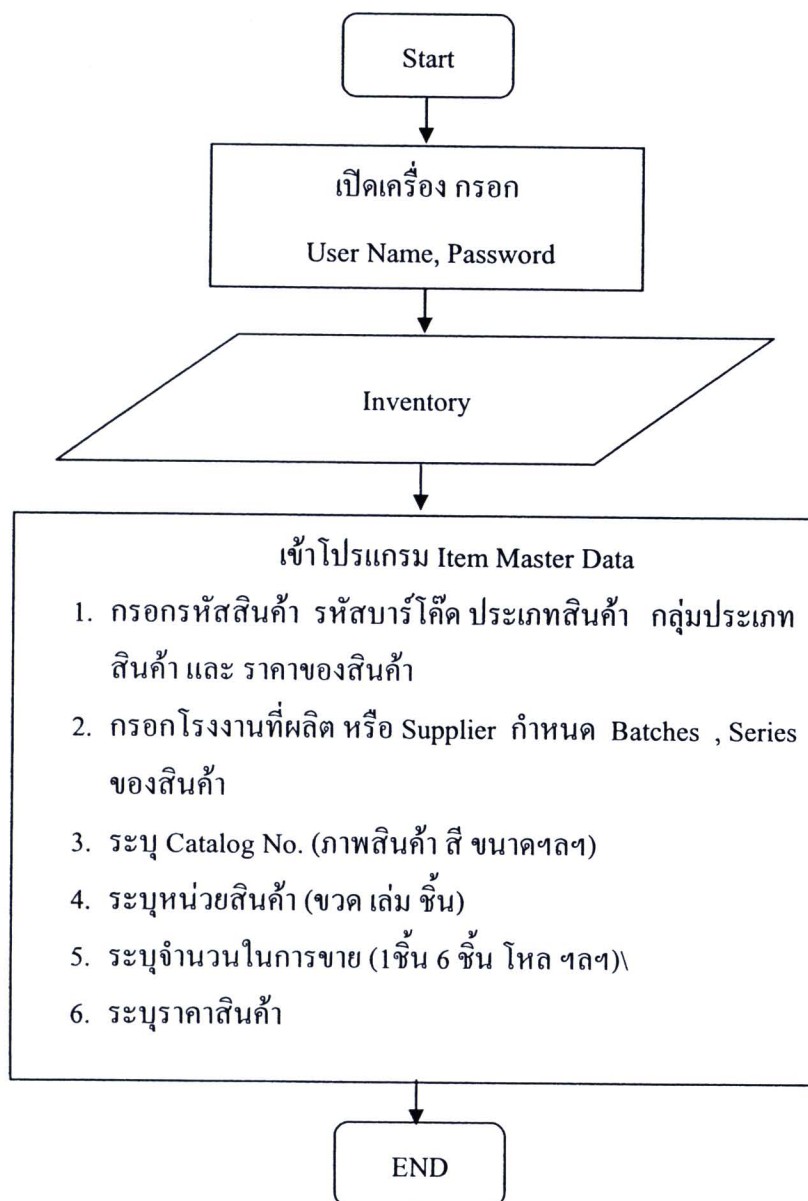 Start
เปิดเครื่อง กรอก
User Name, Password
Inventory
เข้าโปรแกรม Item Master Data
1. กรอกรหัสสินค้า รหัสบาร์โค๊ด ประเภทสินค้า กลุ่มประเภท
สินค้า และ ราคาของสินค้า
2. กรอกโรงงานที่ผลิต หรือ Supplier กำหนด Batches , Series
ของสินค้า
3. ระบุ Catalog No. (ภาพสินค้า สี ขนาดฯลฯ)
4. ระบุหน่วยสินค้า (ขวด เล่ม ชิ้น)
5. ระบุจำนวนในการขาย (1ชิ้น 6 ชิ้น โหล ฯลฯ)\
6. ระบุราคาสินค้า
END